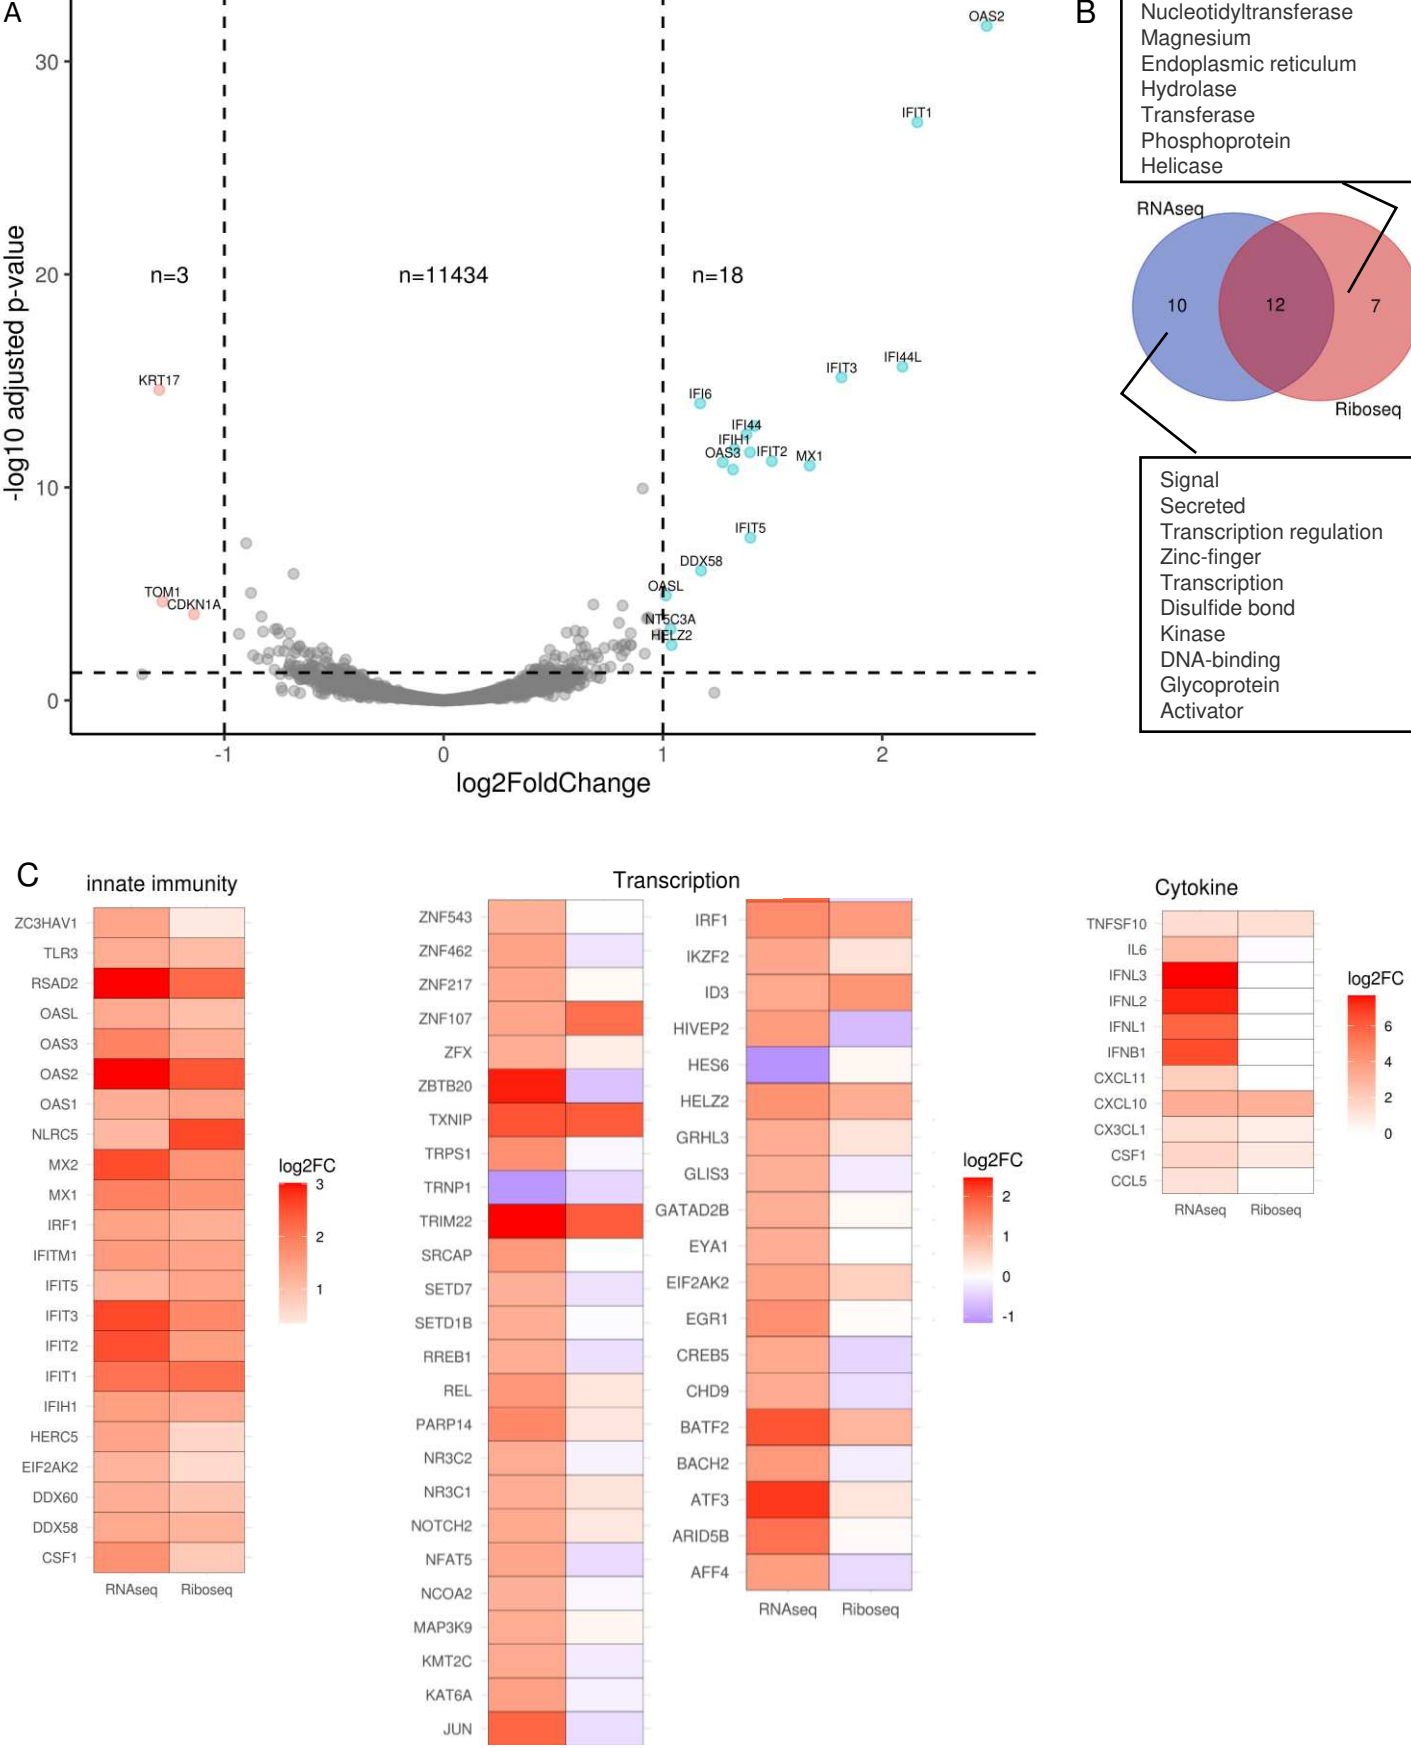 A
30
20
10
0
-log10 adjusted p-value
-1
0
1
2
log2FoldChange
n=3
n=11434
n=18
OAS2
IFIT1
IFI44L
IFIT3
IFI6
IFI44
IFIH1
OAS3
IFIT2
MX1
IFIT5
DDX58
OASL
NT5C3A
HELZ2
KRT17
TOM1
CDKN1A
B
Nucleotidyltransferase
Magnesium
Endoplasmic reticulum
Hydrolase
Transferase
Phosphoprotein
Helicase
RNAseq
10
12
7
Riboseq
Signal
Secreted
Transcription regulation
Zinc-finger
Transcription
Disulfide bond
Kinase
DNA-binding
Glycoprotein
Activator
C
innate immunity
ZC3HAV1
TLR3
RSAD2
OASL
OAS3
OAS2
OAS1
NLRC5
MX2
MX1
IRF1
IFITM1
IFIT5
IFIT3
IFIT2
IFIT1
IFIH1
HERC5
EIF2AK2
DDX60
DDX58
CSF1
RNAseq Riboseq
log2FC
3
2
1
Transcription
ZNF543
ZNF462
ZNF217
ZNF107
ZFX
ZBTB20
TXNIP
TRPS1
TRNP1
TRIM22
SRCAP
SETD7
SETD1B
RREB1
REL
PARP14
NR3C2
NR3C1
NOTCH2
NFAT5
NCOA2
MAP3K9
KMT2C
KAT6A
JUN
IRF1
IKZF2
ID3
HIVEP2
HES6
HELZ2
GRHL3
GLIS3
GATAD2B
EYA1
EIF2AK2
EGR1
CREB5
CHD9
BATF2
BACH2
ATF3
ARID5B
AFF4
RNAseq Riboseq
log2FC
2
1
0
-1
Cytokine
TNFSF10
IL6
IFNL3
IFNL2
IFNL1
IFNB1
CXCL11
CXCL10
CX3CL1
CSF1
CCL5
RNAseq Riboseq
log2FC
6
4
2
0